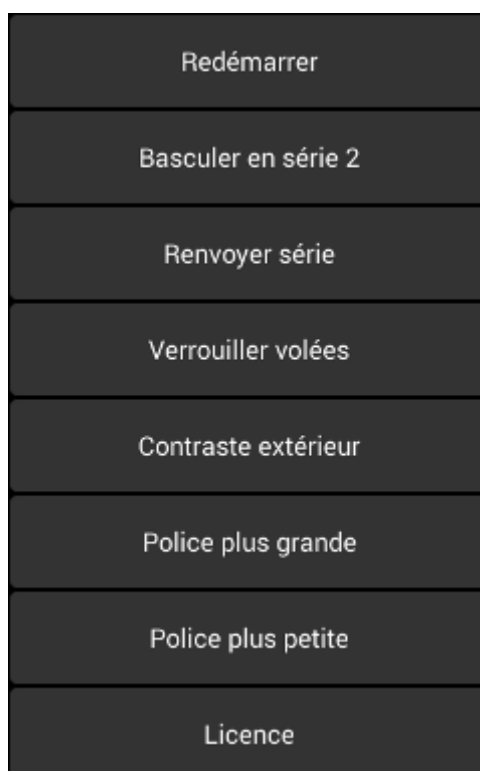 Redémarrer
Basculer en série 2
Renvoyer série
Verrouiller volées
Contraste extérieur
Police plus grande
Police plus petite
Licence